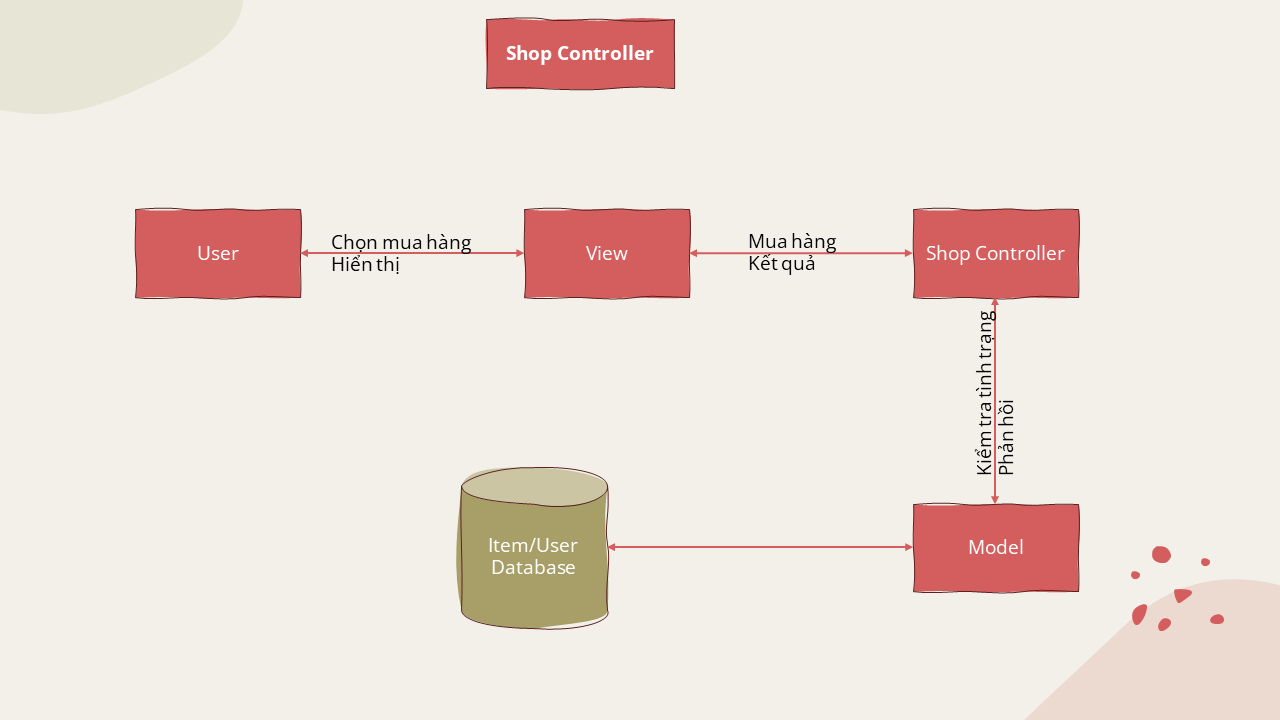 Shop Controller
User
Chọn mua hàng
Hiển thị
View
Mua hàng
Kết quả
Shop Controller
Kiểm tra tình trạng
Phản hồi
Item/User
Database
Model